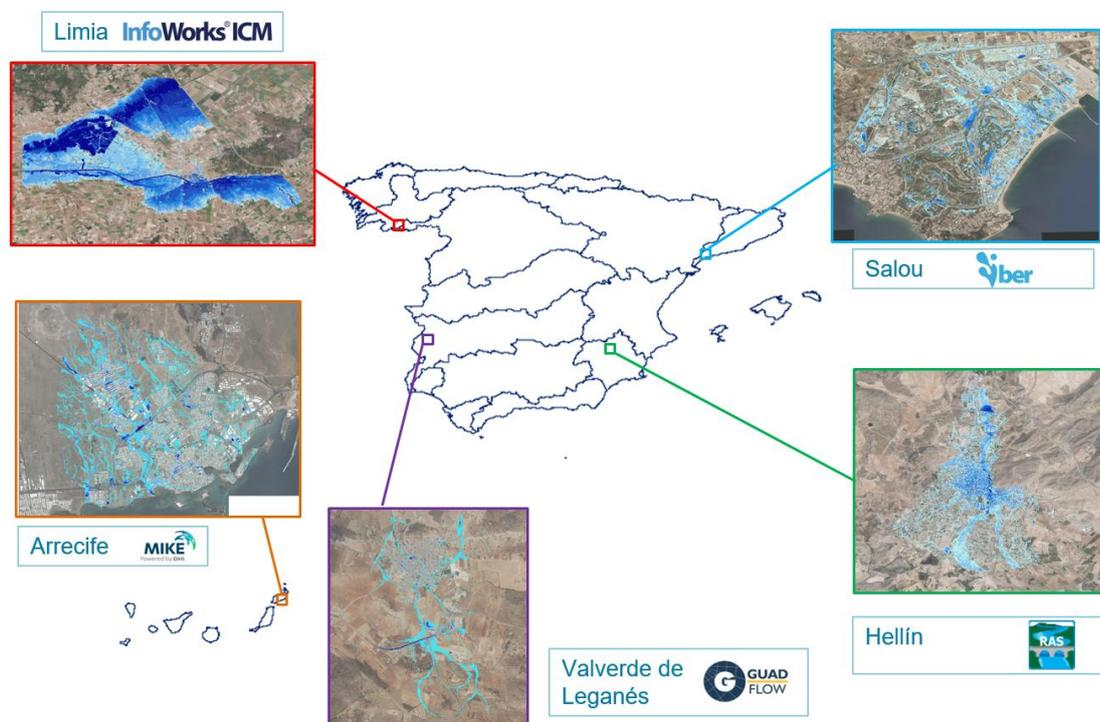 Limia InfoWorks® ICM
Salou iber
Arrecife MIKE
Powered by DHI
Valverde de
Leganés
G GUAD
FLOW
Hellín RAS